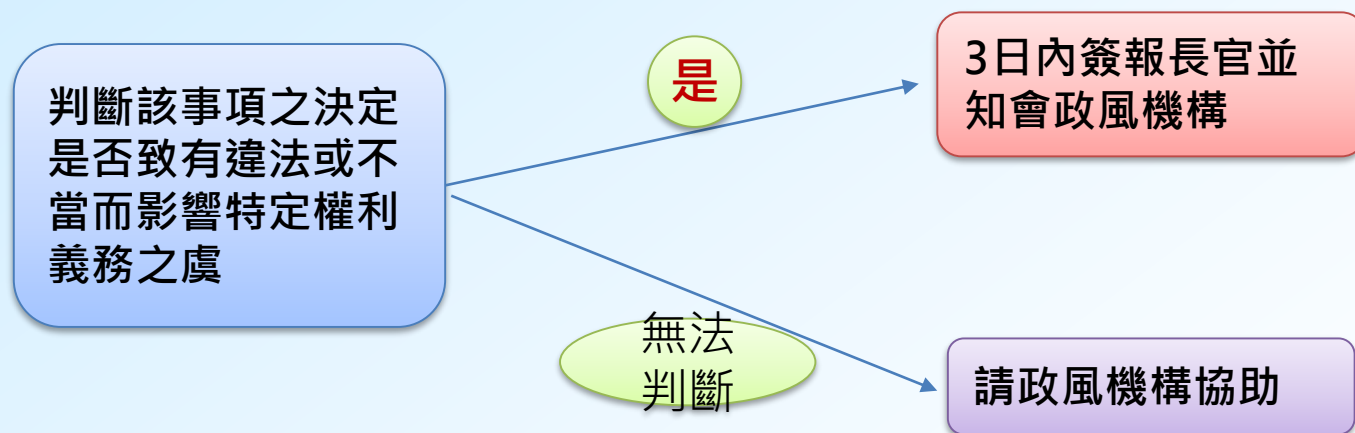 判斷該事項之決定
是否致有違法或不
當而影響特定權利
義務之虞
是
3日內簽報長官並
知會政風機構
無法
判斷
請政風機構協助